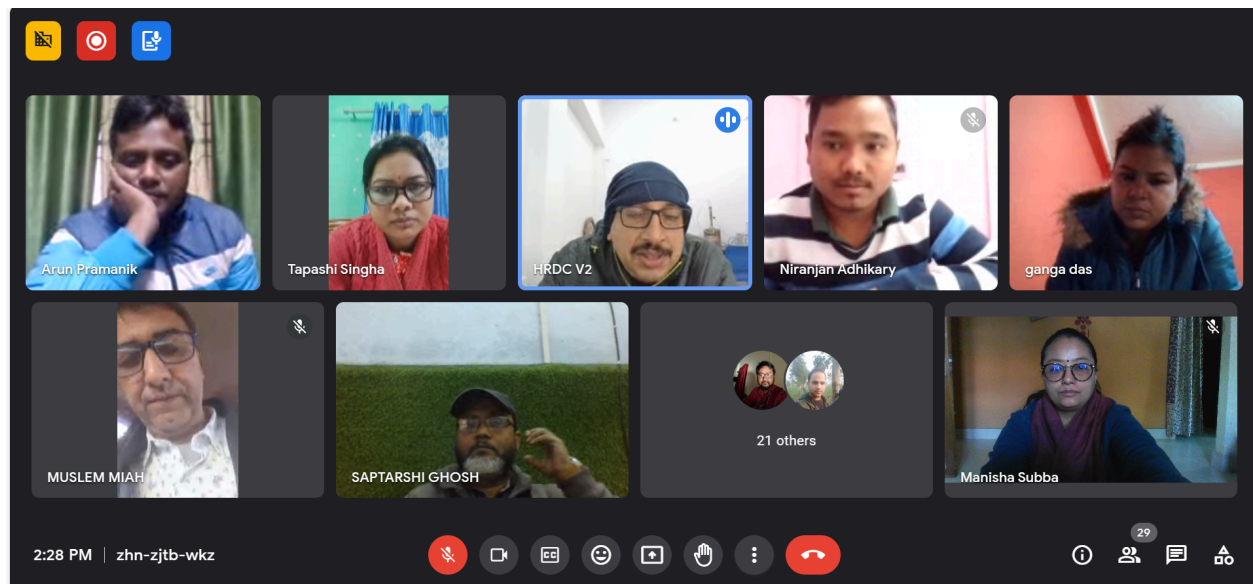 Arun Pramanik
Tapashi Singha
HRDC V2
Niranjan Adhikary
ganga das
MUSLEM MIAH
SAPTARSHI GHOSH
21 others
Manisha Subba
2:28 PM | zhn-zjtb-wkz
CC
29